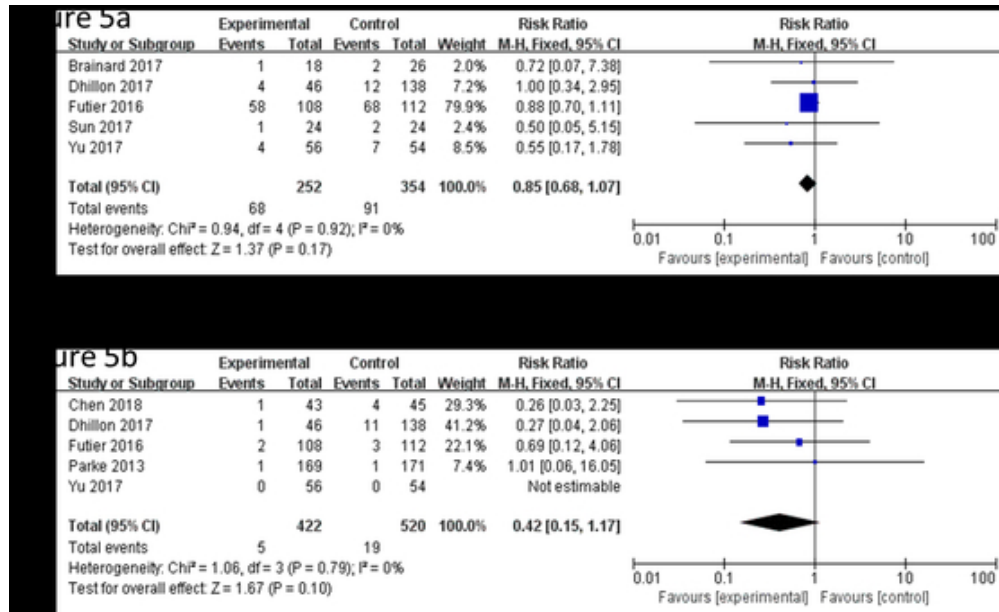 ure 5a
Experimental Control Risk Ratio Risk Ratio
Study or Subgroup Events Total Events Total Weight M-H, Fixed, 95% CI M-H, Fixed, 95% CI
Brainard 2017 1 18 2 26 2.0% 0.72 [0.07, 7.38]
Dhillon 2017 4 46 12 138 7.2% 1.00 [0.34, 2.95]
Futier 2016 58 108 68 112 79.9% 0.88 [0.70, 1.11]
Sun 2017 1 24 2 24 2.4% 0.50 [0.05, 5.15]
Yu 2017 4 56 7 54 8.5% 0.55 [0.17, 1.78]
Total (95% CI) 252 354 100.0% 0.85 [0.68, 1.07]
Total events 68 91
Heterogeneity: Chi² = 0.94, df = 4 (P = 0.92); I² = 0%
Test for overall effect: Z = 1.37 (P = 0.17)
0.01 0.1 1 10 100
Favours [experimental] Favours [control]
ure 5b
Experimental Control Risk Ratio Risk Ratio
Study or Subgroup Events Total Events Total Weight M-H, Fixed, 95% CI M-H, Fixed, 95% CI
Chen 2018 1 43 4 45 29.3% 0.26 [0.03, 2.25]
Dhillon 2017 1 46 11 138 41.2% 0.27 [0.04, 2.06]
Futier 2016 2 108 3 112 22.1% 0.69 [0.12, 4.06]
Parke 2013 1 169 1 171 7.4% 1.01 [0.06, 16.05]
Yu 2017 0 56 0 54 Not estimable
Total (95% CI) 422 520 100.0% 0.42 [0.15, 1.17]
Total events 5 19
Heterogeneity: Chi² = 1.06, df = 3 (P = 0.79); I² = 0%
Test for overall effect: Z = 1.67 (P = 0.10)
0.01 0.1 1 10 100
Favours [experimental] Favours [control]